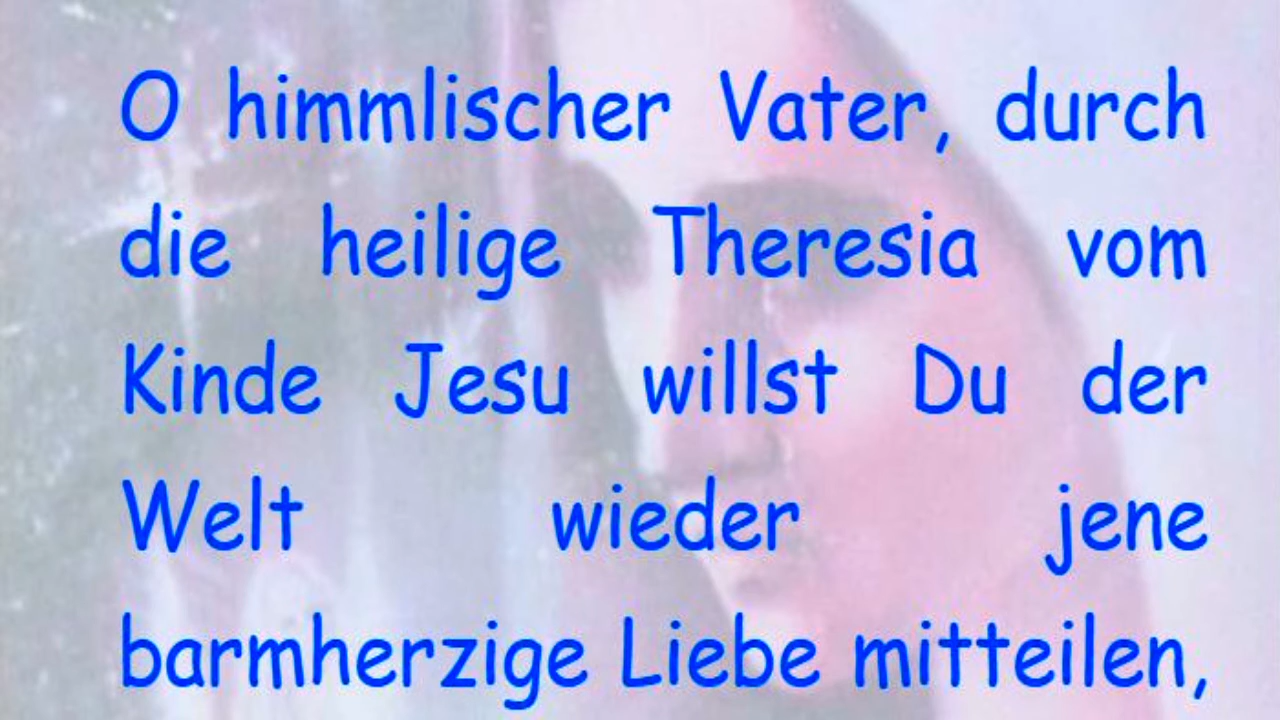 O himmlischer Vater, durch
die heilige Theresia vom
Kinde Jesu willst Du der
Welt wieder jene
barmherzige Liebe mitteilen,